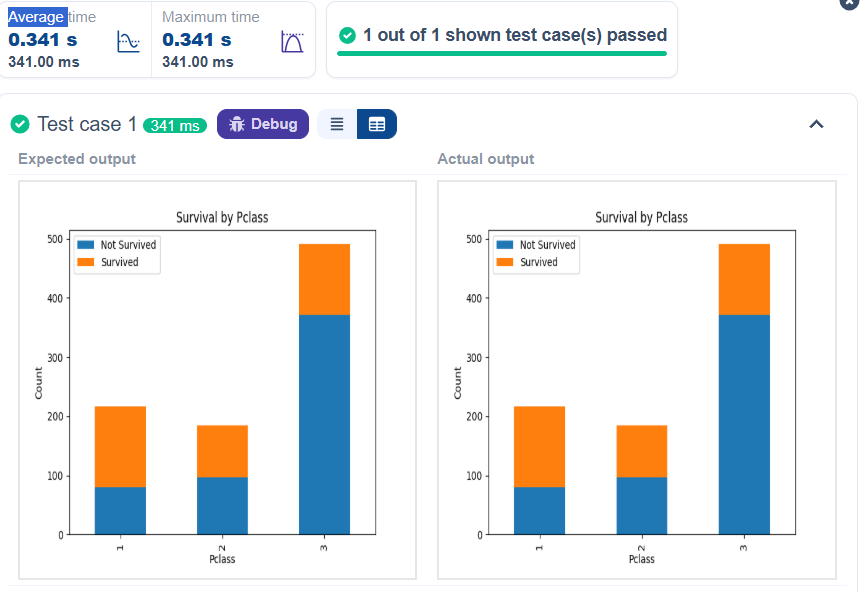 Average time
0.341 s
341.00 ms
Maximum time
0.341 s
341.00 ms
1 out of 1 shown test case(s) passed
Test case 1
341 ms
Debug
Expected output
Survival by Pclass
Not Survived
Survived
500
400
300
200
100
0
Count
1
2
3
Pclass
Actual output
Survival by Pclass
Not Survived
Survived
500
400
300
200
100
0
Count
1
2
3
Pclass